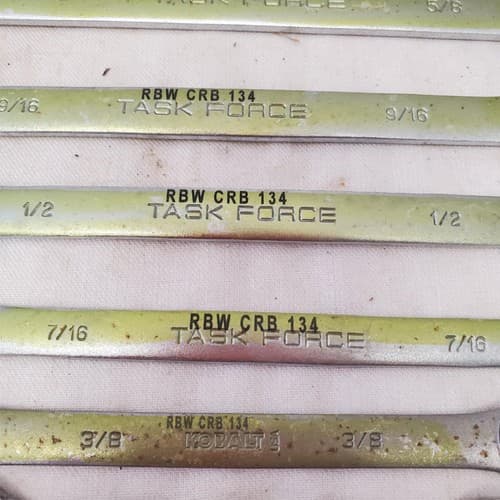 TASK FORCE 5/6
RBW CRB 134
9/16 TASK FORCE 9/16
RBW CRB 134
1/2 TASK FORCE 1/2
RBW CRB 134
7/16 TASK FORCE 7/16
RBW CRB 134
3/8 KOBALT 3/8